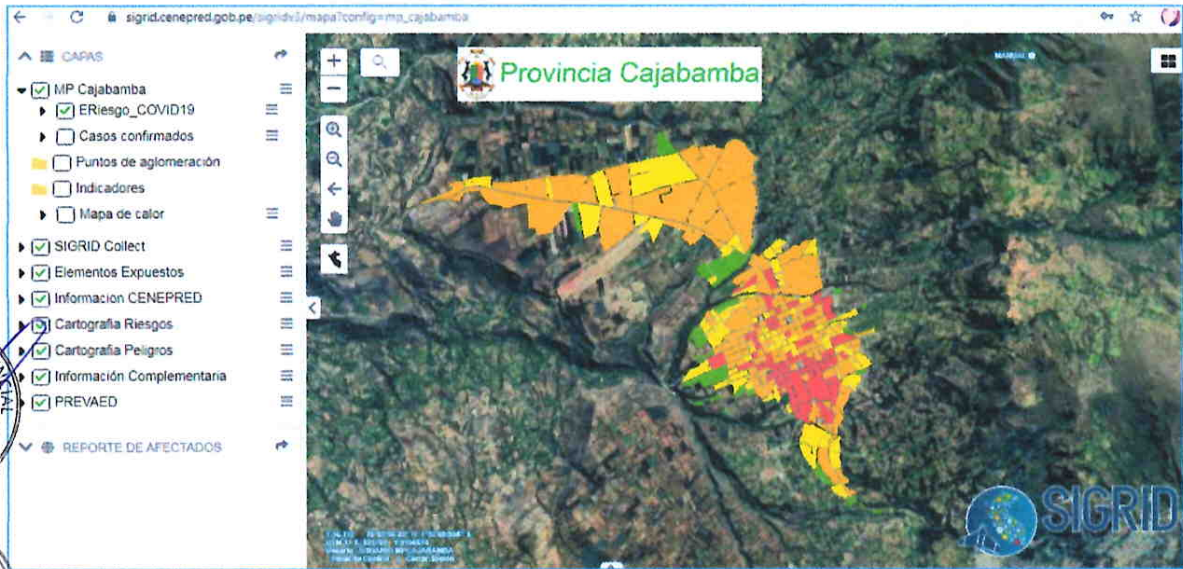 sigrid.cenepred.gob.pe/sigridv3/mapa?config=mp_cajabamba
CAPAS
MP Cajabamba
ERiesgo_COVID19
Casos confirmados
Puntos de aglomeración
Indicadores
Mapa de calor
SIGRID Collect
Elementos Expuestos
Informacion CENEPRED
Cartografia Riesgos
Cartografia Peligros
Información Complementaria
PREVAED
REPORTE DE AFECTADOS
Provincia Cajabamba
MANUAL
SIGRID